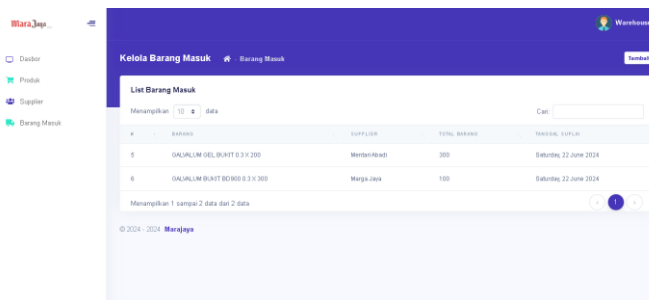 MaraJaya
Warehouse
Dasbor
Produk
Supplier
Barang Masuk
Kelola Barang Masuk - Barang Masuk
Tambah
List Barang Masuk
Menampilkan 10 data
Cari:
# BARANG SUPPLIER TOTAL BARANG TANGGAL SUPLAI
5 GALVALUM GEL BUKIT 0.3 X 200 Mentari Abadi 300 Saturday, 22 June 2024
6 GALVALUM BUKIT BD900 0.3 X 300 Marga Jaya 100 Saturday, 22 June 2024
Menampilkan 1 sampai 2 data dari 2 data
‹ 1 ›
© 2024 - 2024 Marajaya